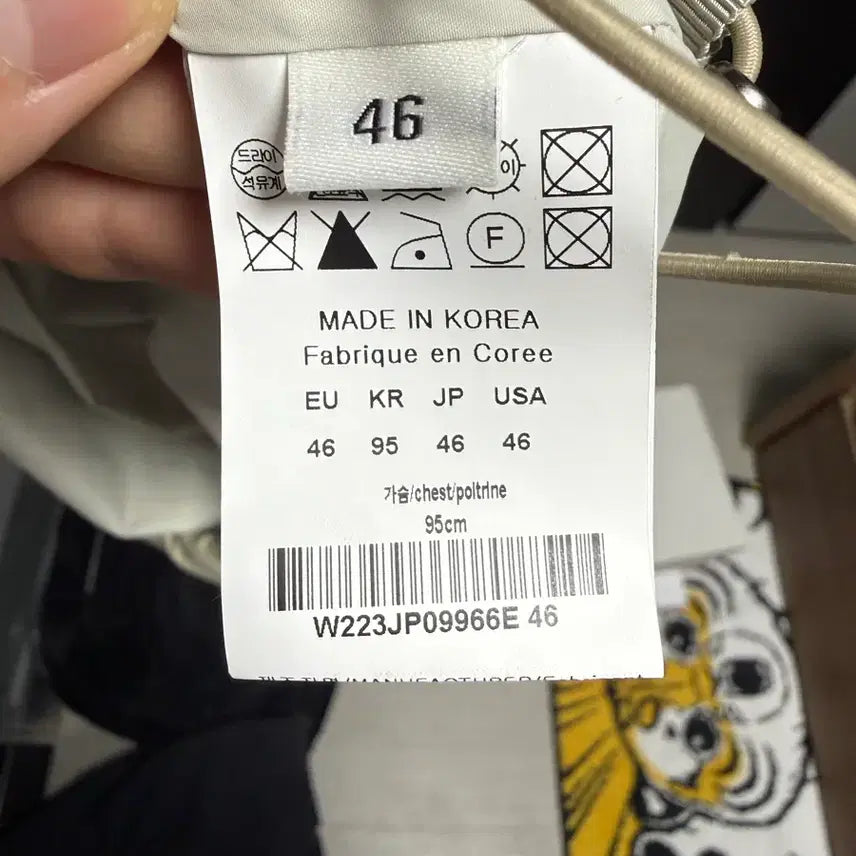 46
드라이
석유계
이
F
MADE IN KOREA
Fabrique en Coree
EU KR JP USA
46 95 46 46
가슴/chest/poitrine
95cm
W223JP09966E 46